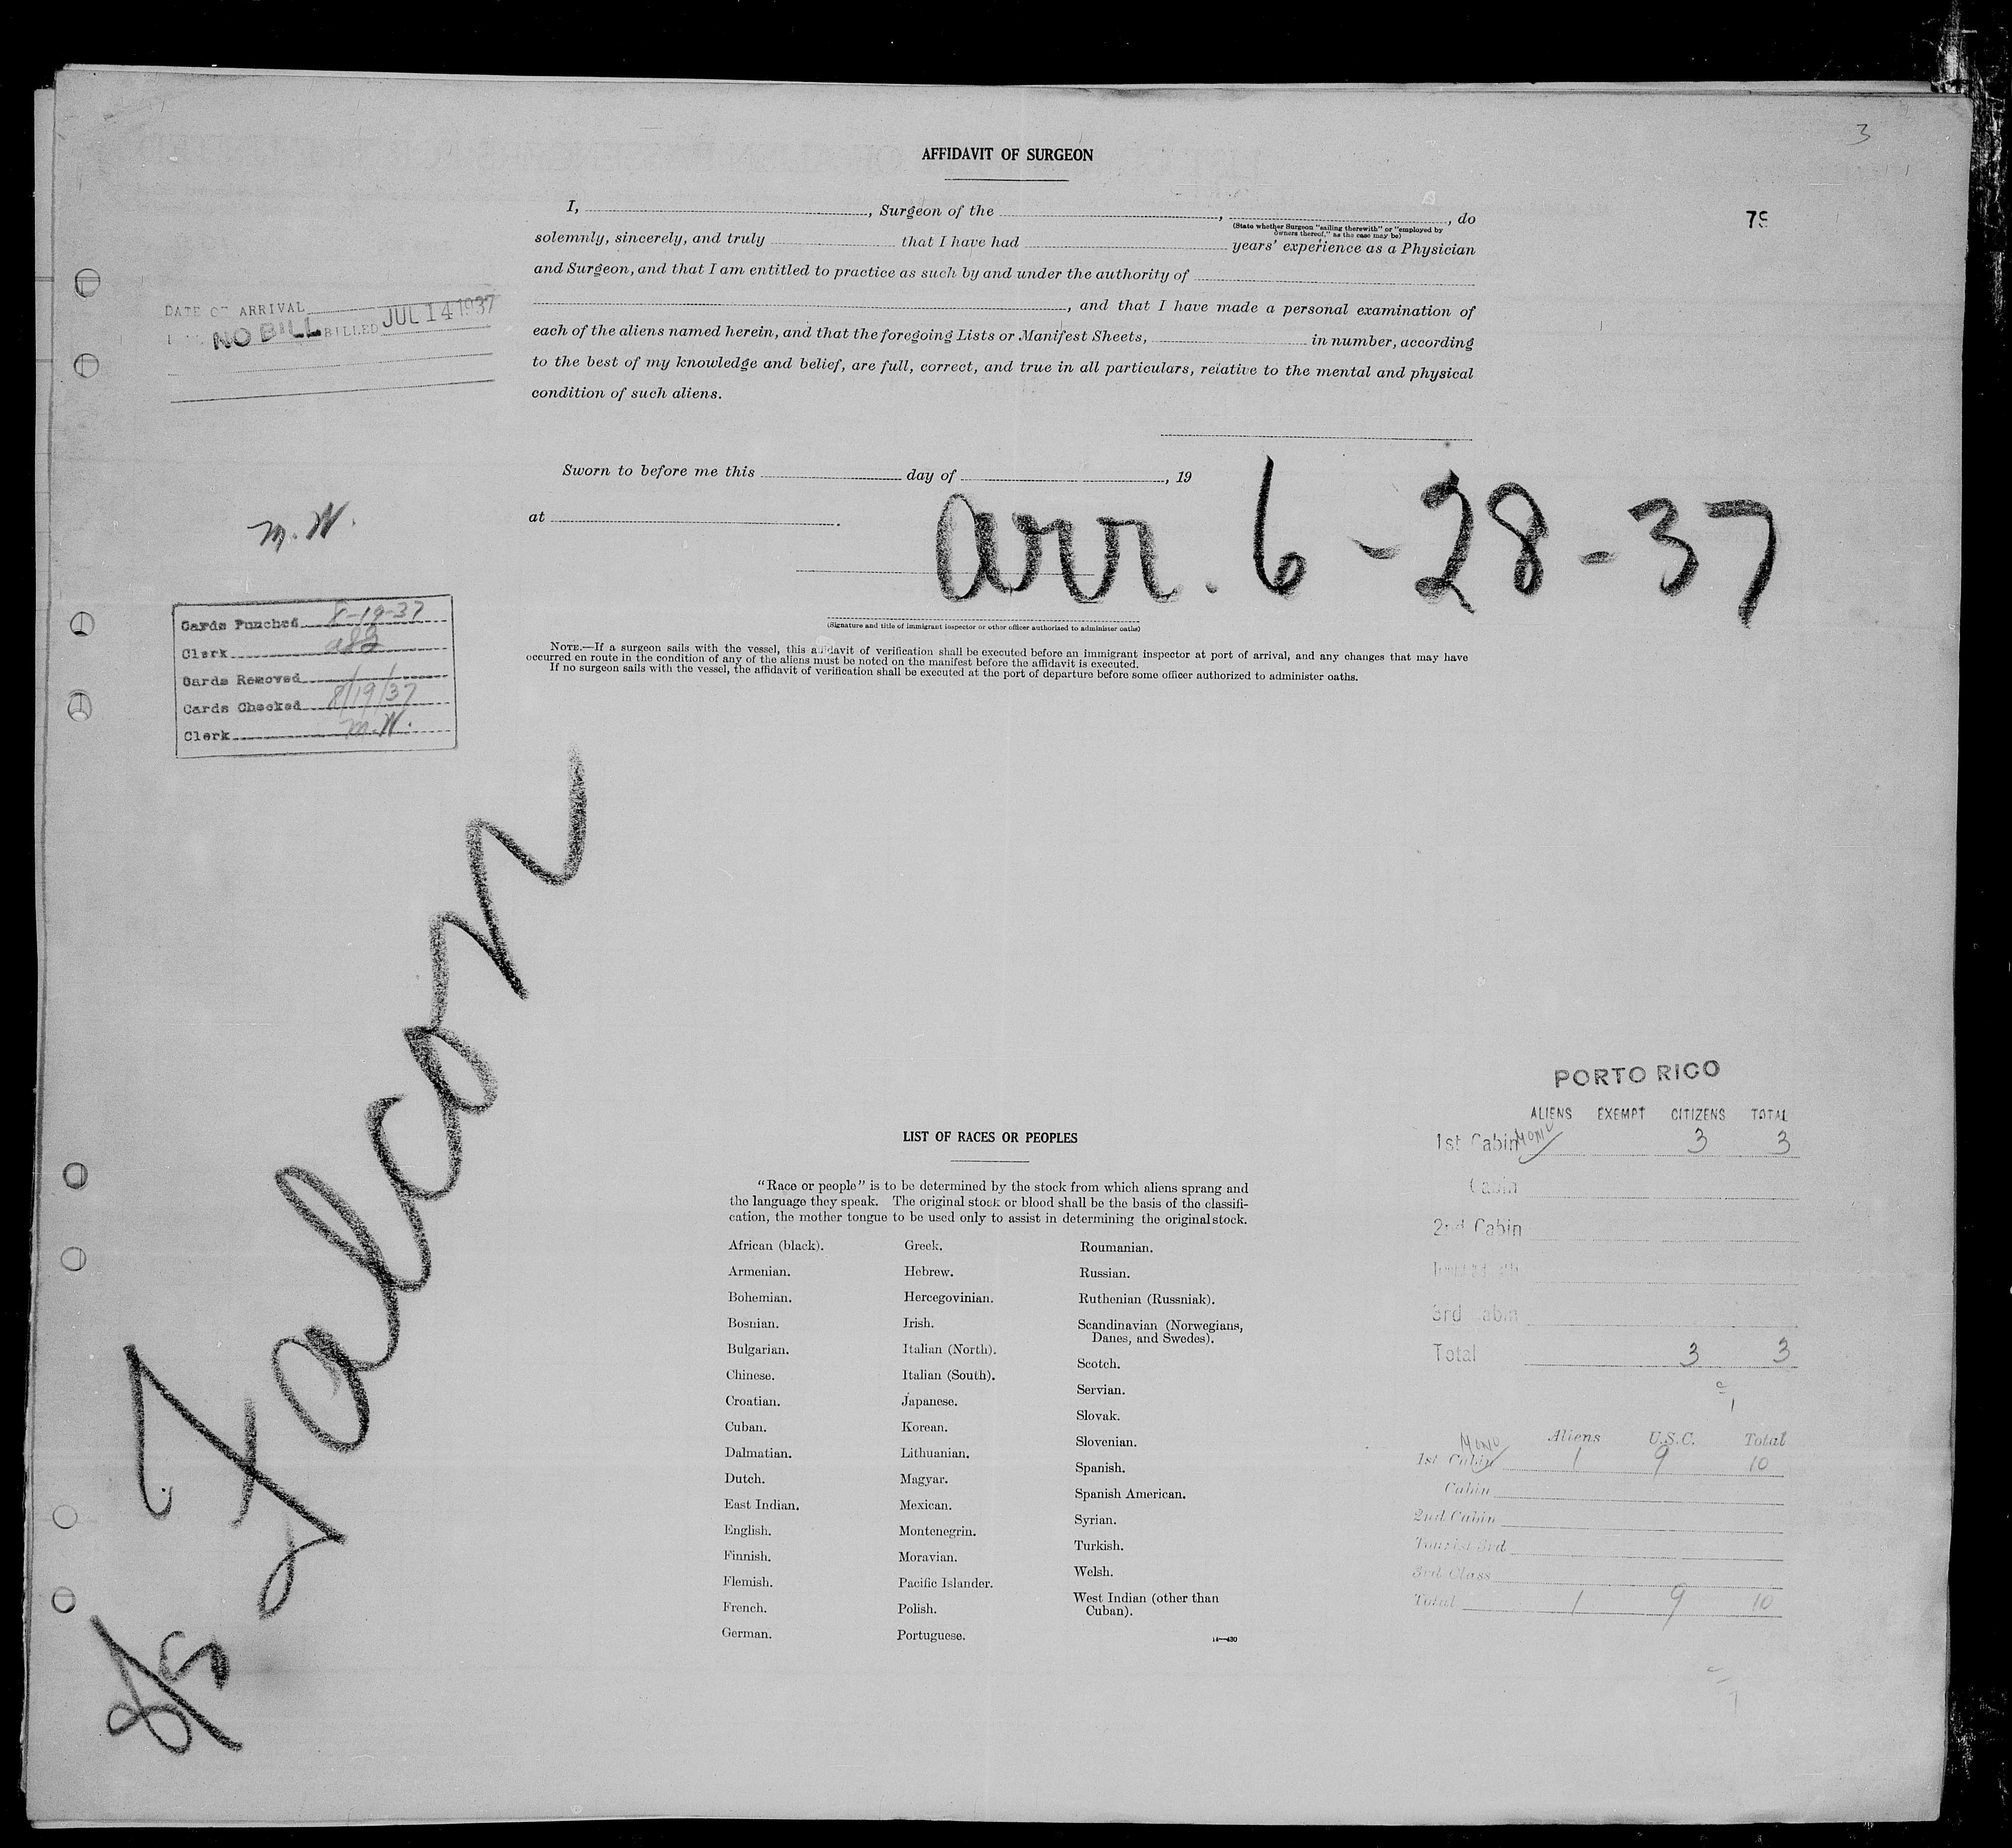 3
AFFIDAVIT OF SURGEON
79
I, , Surgeon of the , , do
(State whether Surgeon "sailing therewith" or "employed by
owners thereof," as the case may be)
solemnly, sincerely, and truly that I have had years' experience as a Physician
and Surgeon, and that I am entitled to practice as such by and under the authority of
, and that I have made a personal examination of
each of the aliens named herein, and that the foregoing Lists or Manifest Sheets, in number, according
to the best of my knowledge and belief, are full, correct, and true in all particulars, relative to the mental and physical
condition of such aliens.
DATE OF ARRIVAL
NO BILL BILLED JUL 14 1937
Sworn to before me this day of , 19
at .
arr. 6-28-37
m. W.
(Signature and title of immigrant inspector or other officer authorized to administer oaths)
NOTE.—If a surgeon sails with the vessel, this affidavit of verification shall be executed before an immigrant inspector at port of arrival, and any changes that may have
occurred en route in the condition of any of the aliens must be noted on the manifest before the affidavit is executed.
If no surgeon sails with the vessel, the affidavit of verification shall be executed at the port of departure before some officer authorized to administer oaths.
Cards Punched 8-19-37
Clerk
Cards Removed
Cards Checked 8/19/37
Clerk m.W.
S/S Falcon
LIST OF RACES OR PEOPLES
"Race or people" is to be determined by the stock from which aliens sprang and
the language they speak. The original stock or blood shall be the basis of the classifi-
cation, the mother tongue to be used only to assist in determining the original stock.
African (black).
Armenian.
Bohemian.
Bosnian.
Bulgarian.
Chinese.
Croatian.
Cuban.
Dalmatian.
Dutch.
East Indian.
English.
Finnish.
Flemish.
French.
German.
Greek.
Hebrew.
Hercegovinian.
Irish.
Italian (North).
Italian (South).
Japanese.
Korean.
Lithuanian.
Magyar.
Mexican.
Montenegrin.
Moravian.
Pacific Islander.
Polish.
Portuguese.
Roumanian.
Russian.
Ruthenian (Russniak).
Scandinavian (Norwegians,
Danes, and Swedes).
Scotch.
Servian.
Slovak.
Slovenian.
Spanish.
Spanish American.
Syrian.
Turkish.
Welsh.
West Indian (other than
Cuban).
14—430
PORTO RICO
ALIENS EXEMPT CITIZENS TOTAL
1st Cabin 3 3
Cabin
2nd Cabin
3rd Cabin
Total 3 3
Aliens U.S.C. Total
1st Cabin 1 9 10
Cabin
2nd Cabin
Tourist 3rd
3rd Class
Total 1 9 10